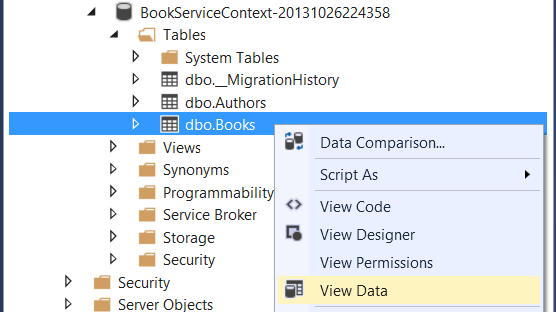 BookServiceContext-20131026224358
Tables
System Tables
dbo.__MigrationHistory
dbo.Authors
dbo.Books
Views
Synonyms
Programmability
Service Broker
Storage
Security
Security
Server Objects
Data Comparison...
Script As
View Code
View Designer
View Permissions
View Data